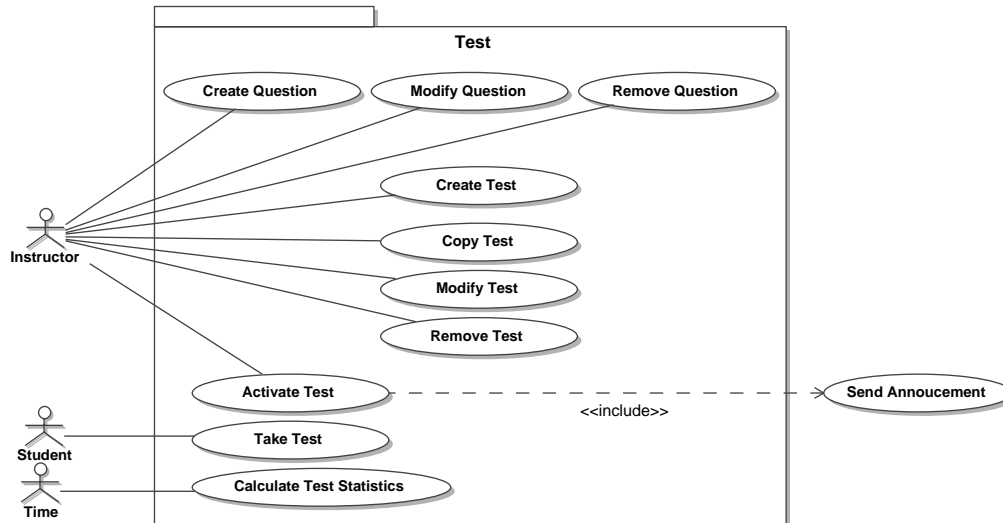 Test
Create Question
Modify Question
Remove Question
Create Test
Copy Test
Instructor
Modify Test
Remove Test
Activate Test
Send Annoucement
<<include>>
Take Test
Student
Calculate Test Statistics
Time